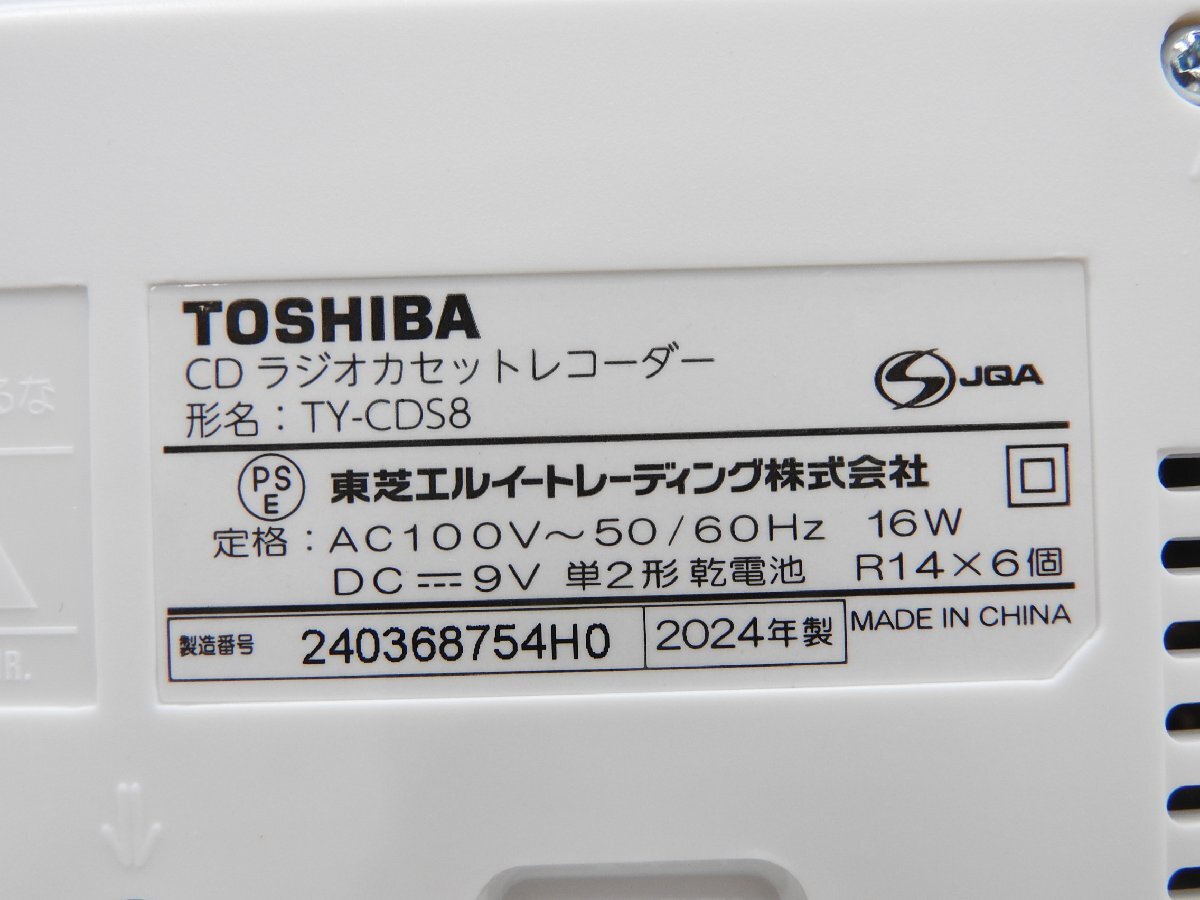 TOSHIBA
CD ラジオカセットレコーダー
形名：TY-CDS8
JQA
PS
E
東芝エルイートレーディング株式会社
定格：AC100V～50/60Hz 16W
DC⎓9V 単2形 乾電池 R14×6個
製造番号 240368754H0 2024年製 MADE IN CHINA
るな
R.